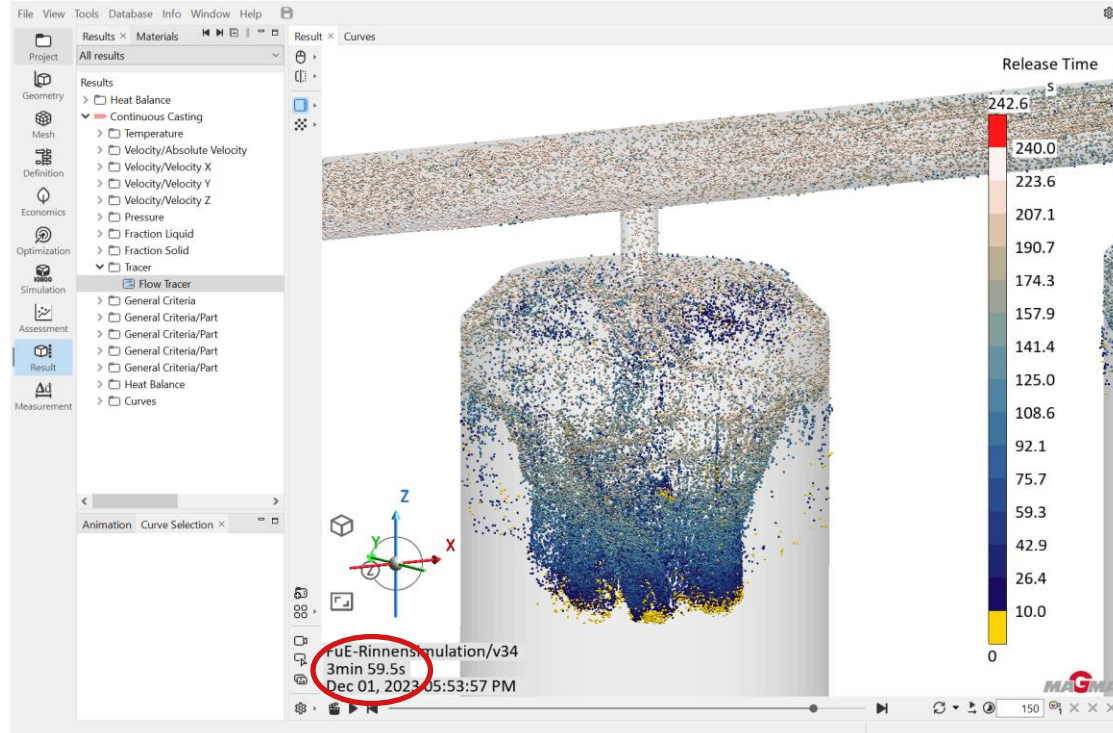 File View Tools Database Info Window Help
Results × Materials
Result × Curves
Project
Geometry
Mesh
Definition
Economics
Optimization
Simulation
Assessment
Result
Measurement
All results
Results
Heat Balance
Continuous Casting
Temperature
Velocity/Absolute Velocity
Velocity/Velocity X
Velocity/Velocity Y
Velocity/Velocity Z
Pressure
Fraction Liquid
Fraction Solid
Tracer
Flow Tracer
General Criteria
General Criteria/Part
General Criteria/Part
General Criteria/Part
General Criteria/Part
Heat Balance
Curves
Animation Curve Selection ×
Z
Y
X
Release Time
s
242.6
240.0
223.6
207.1
190.7
174.3
157.9
141.4
125.0
108.6
92.1
75.7
59.3
42.9
26.4
10.0
0
FuE-Rinnensimulation/v34
3min 59.5s
Dec 01, 2023 05:53:57 PM
MAGMA
150